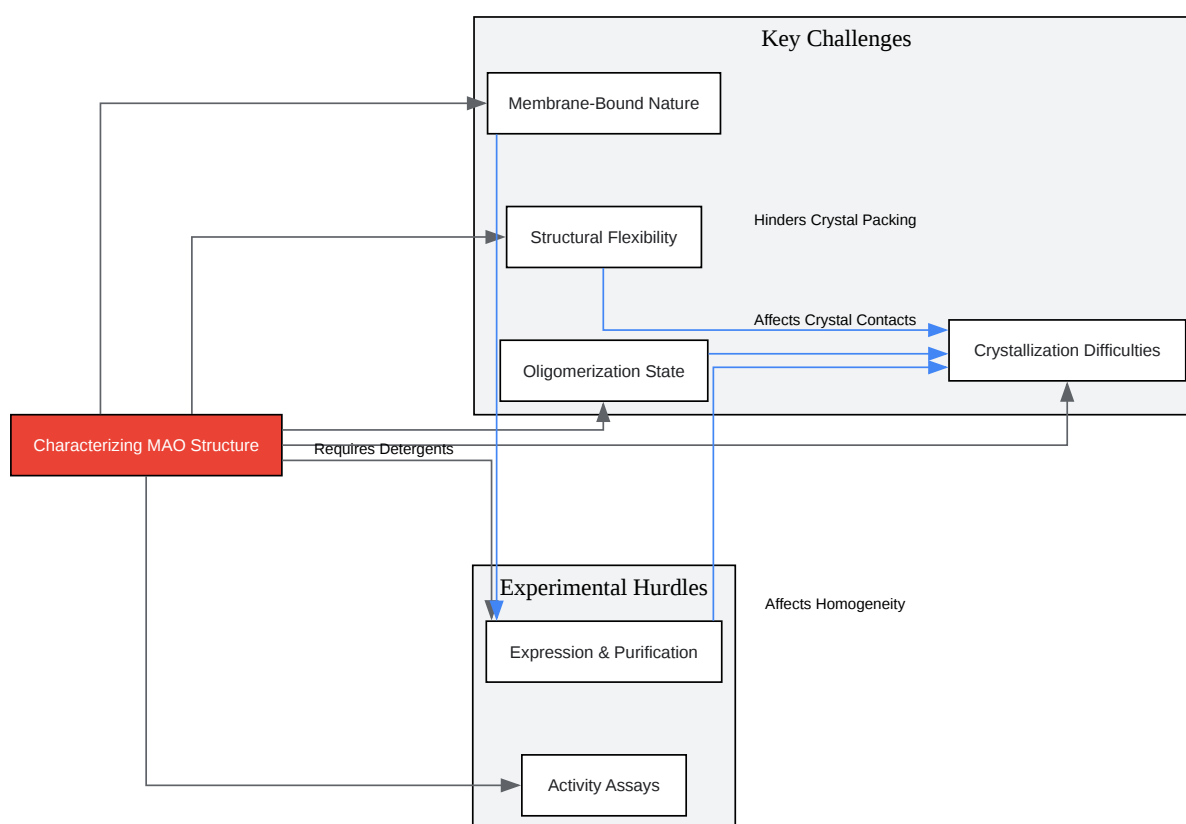 Key Challenges
Membrane-Bound Nature
Structural Flexibility
Hinders Crystal Packing
Affects Crystal Contacts
Crystallization Difficulties
Oligomerization State
Characterizing MAO Structure
Requires Detergents
Experimental Hurdles
Affects Homogeneity
Expression & Purification
Activity Assays